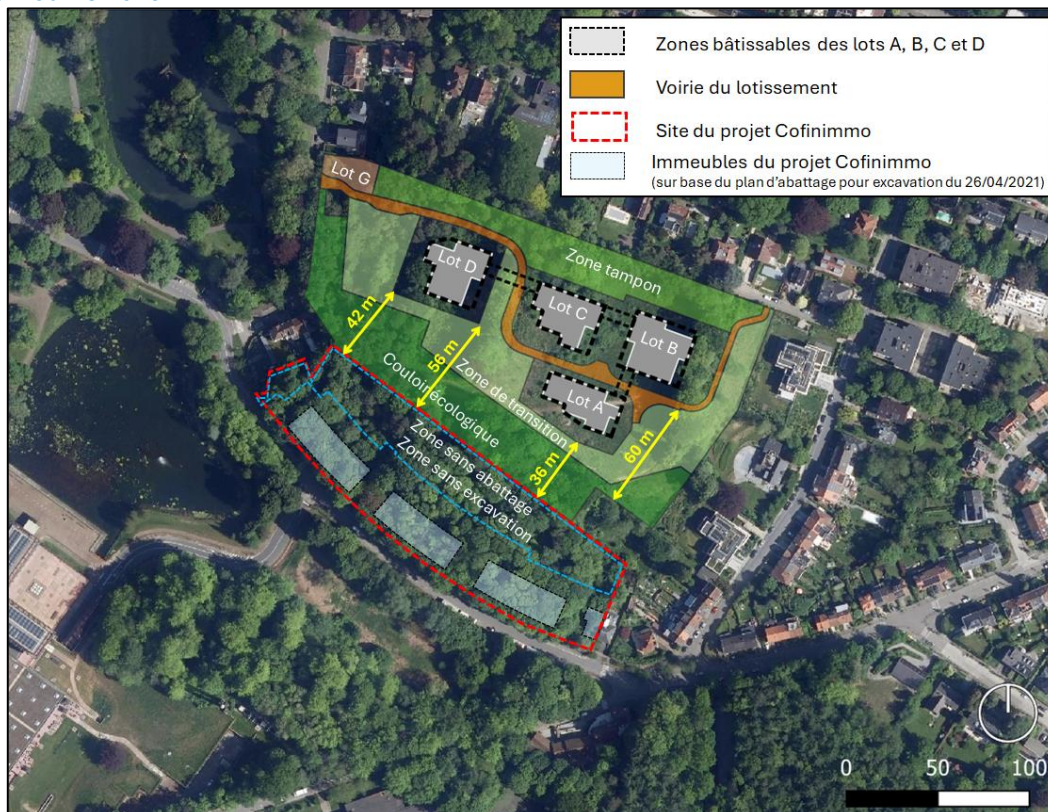 Zones bâtissables des lots A, B, C et D
Voirie du lotissement
Site du projet Cofinimmo
Immeubles du projet Cofinimmo
(sur base du plan d'abattage pour excavation du 26/04/2021)
Lot G
Zone tampon
Lot D
Lot C
Lot B
Lot A
42 m
56 m
36 m
60 m
Zone de transition
Couloirécologique
Zone sans abattage
Zone sans excavation
0 50 100